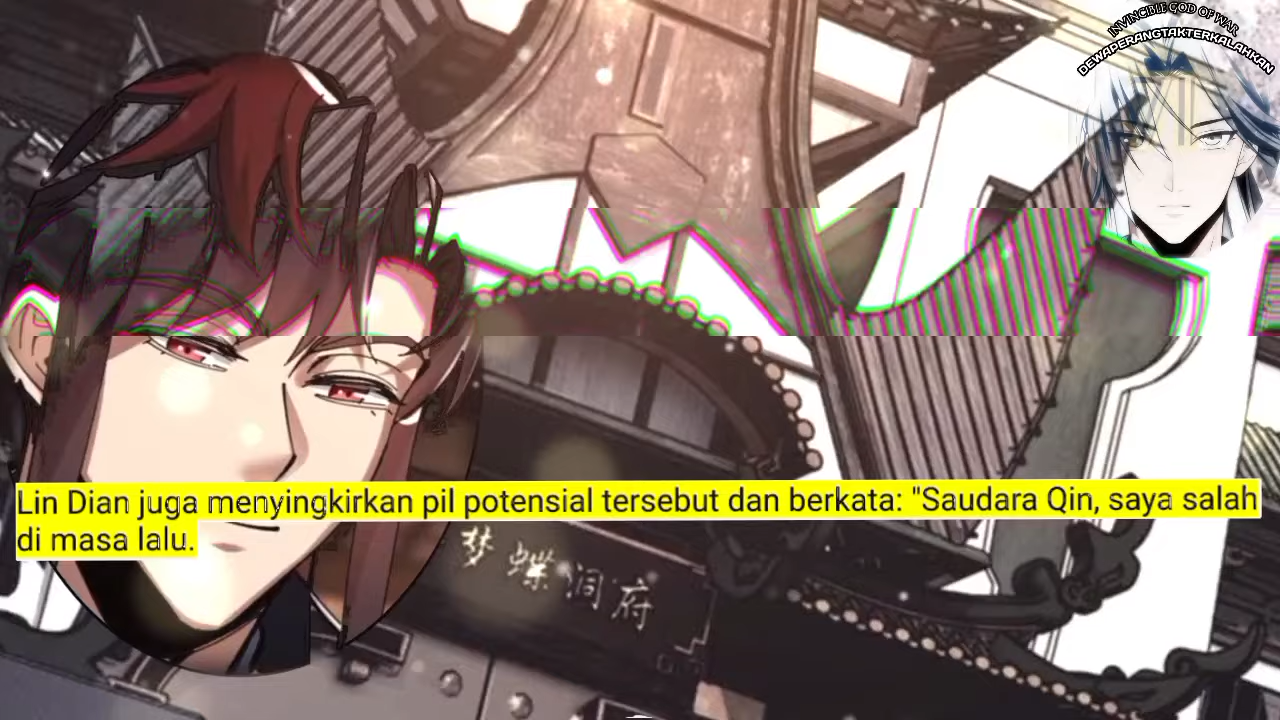 INVINCIBLE GOD OF WAR
DEWAPERANGTAKTERKALAHKAN
Lin Dian juga menyingkirkan pil potensial tersebut dan berkata: "Saudara Qin, saya salah
di masa lalu.
梦蝶洞府